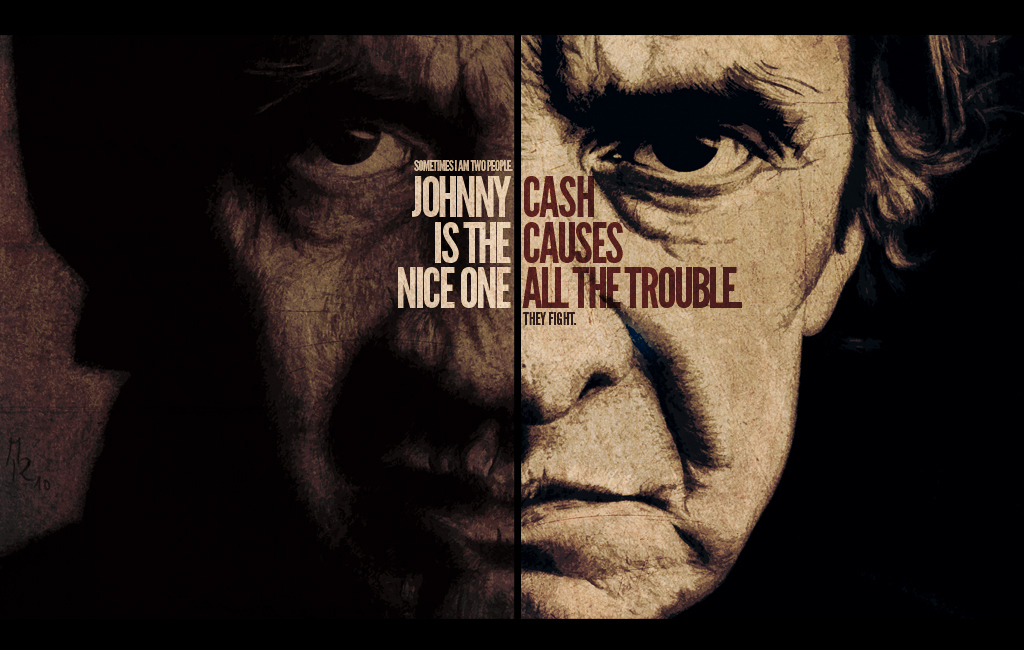 SOMETIMES I AM TWO PEOPLE.
JOHNNY
IS THE
NICE ONE
CASH
CAUSES
ALL THE TROUBLE.
THEY FIGHT.